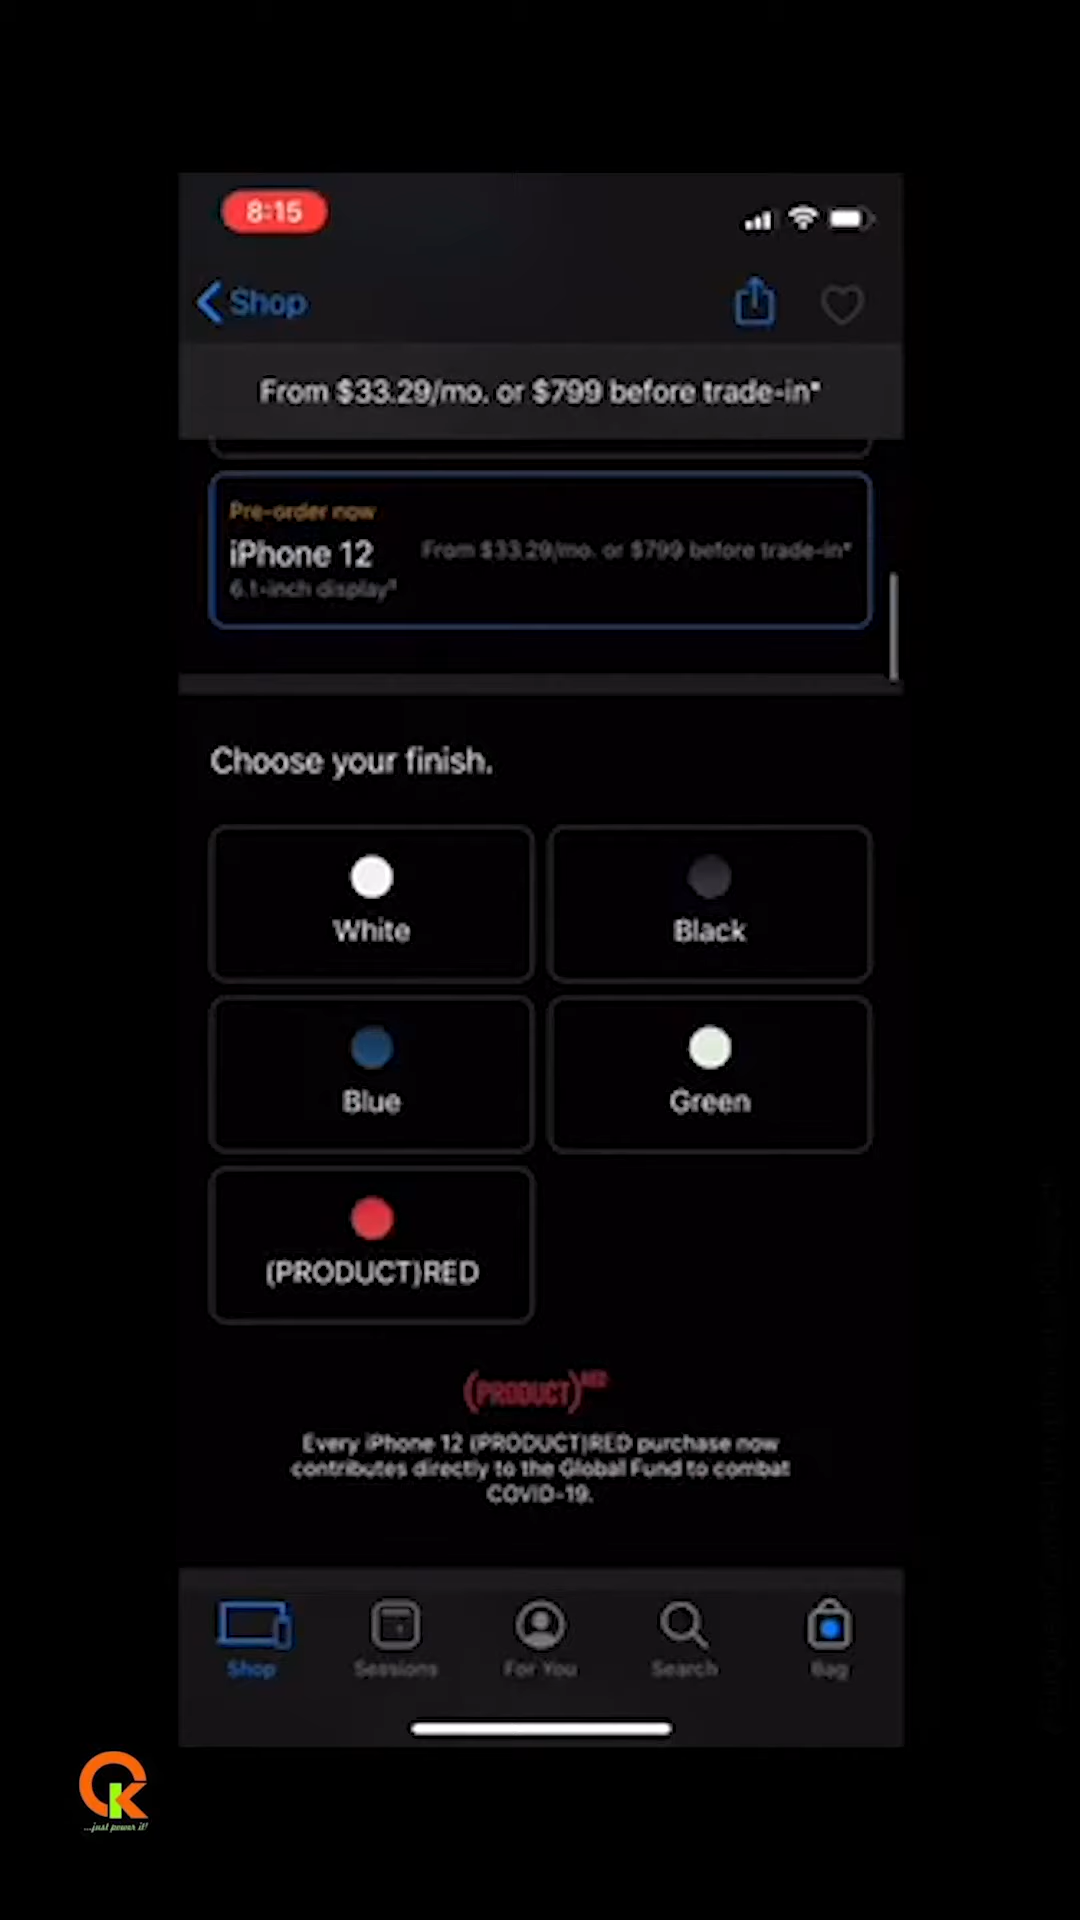 8:15
Shop
From $33.29/mo. or $799 before trade-in*
Pre-order now
iPhone 12
From $33.29/mo. or $799 before trade-in*
6.1-inch display
Choose your finish.
White
Black
Blue
Green
(PRODUCT)RED
(PRODUCT)RED
Every iPhone 12 (PRODUCT)RED purchase now
contributes directly to the Global Fund to combat
COVID-19.
Shop
Sessions
For You
Search
Bag
CK
...just power it!